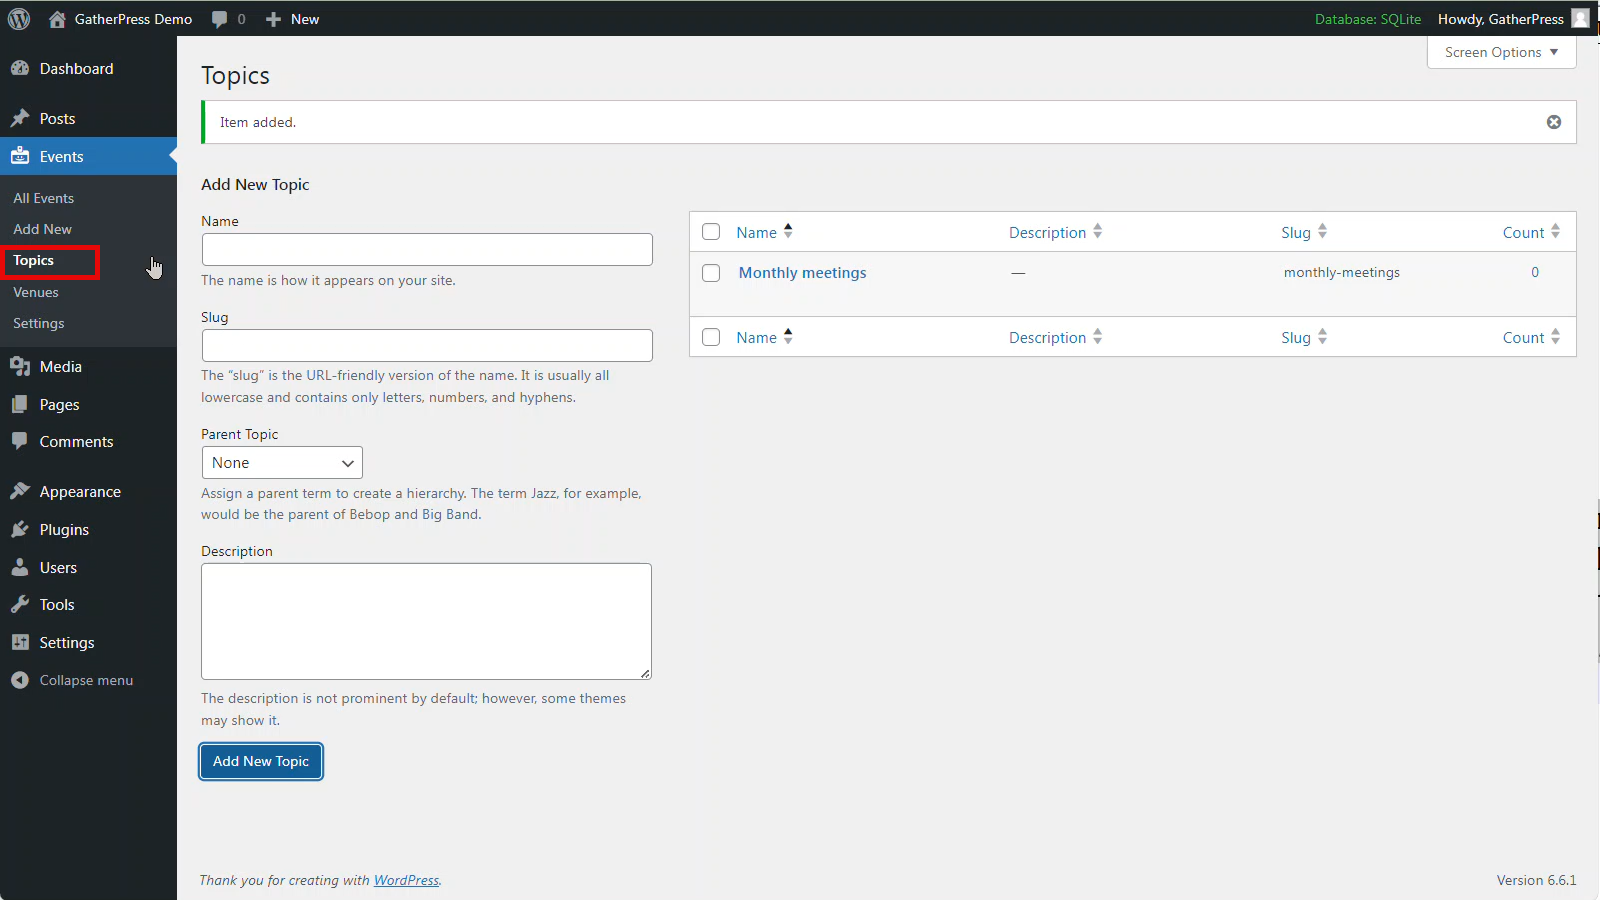 GatherPress Demo
0
New
Database: SQLite
Howdy, GatherPress
Screen Options
Dashboard
Posts
Events
All Events
Add New
Topics
Venues
Settings
Media
Pages
Comments
Appearance
Plugins
Users
Tools
Settings
Collapse menu
Topics
Item added.
Add New Topic
Name
The name is how it appears on your site.
Slug
The “slug” is the URL-friendly version of the name. It is usually all
lowercase and contains only letters, numbers, and hyphens.
Parent Topic
None
Assign a parent term to create a hierarchy. The term Jazz, for example,
would be the parent of Bebop and Big Band.
Description
The description is not prominent by default; however, some themes
may show it.
Add New Topic
Name Description Slug Count
Monthly meetings — monthly-meetings 0
Name Description Slug Count
Thank you for creating with WordPress.
Version 6.6.1